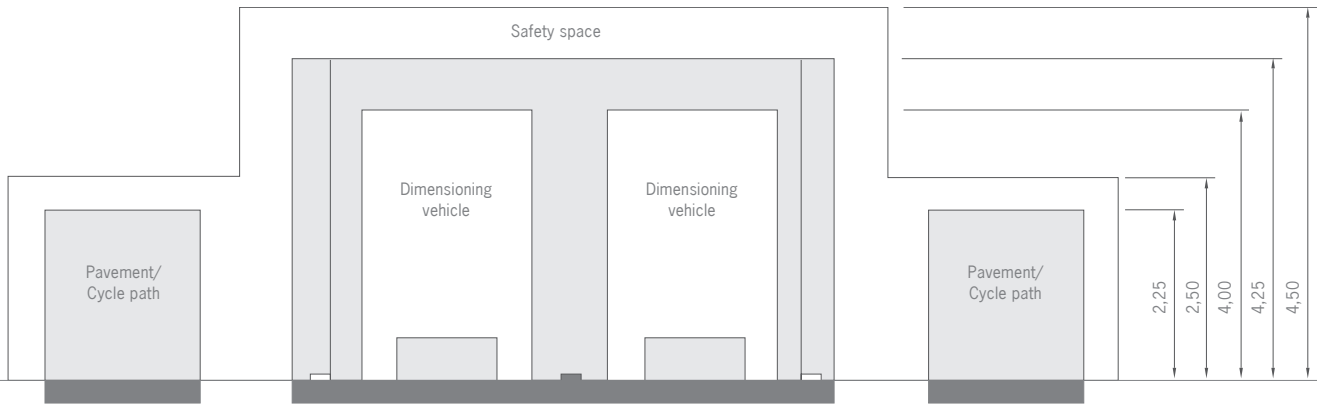 Safety space
Dimensioning
vehicle
Dimensioning
vehicle
Pavement/
Cycle path
Pavement/
Cycle path
2,25
2,50
4,00
4,25
4,50